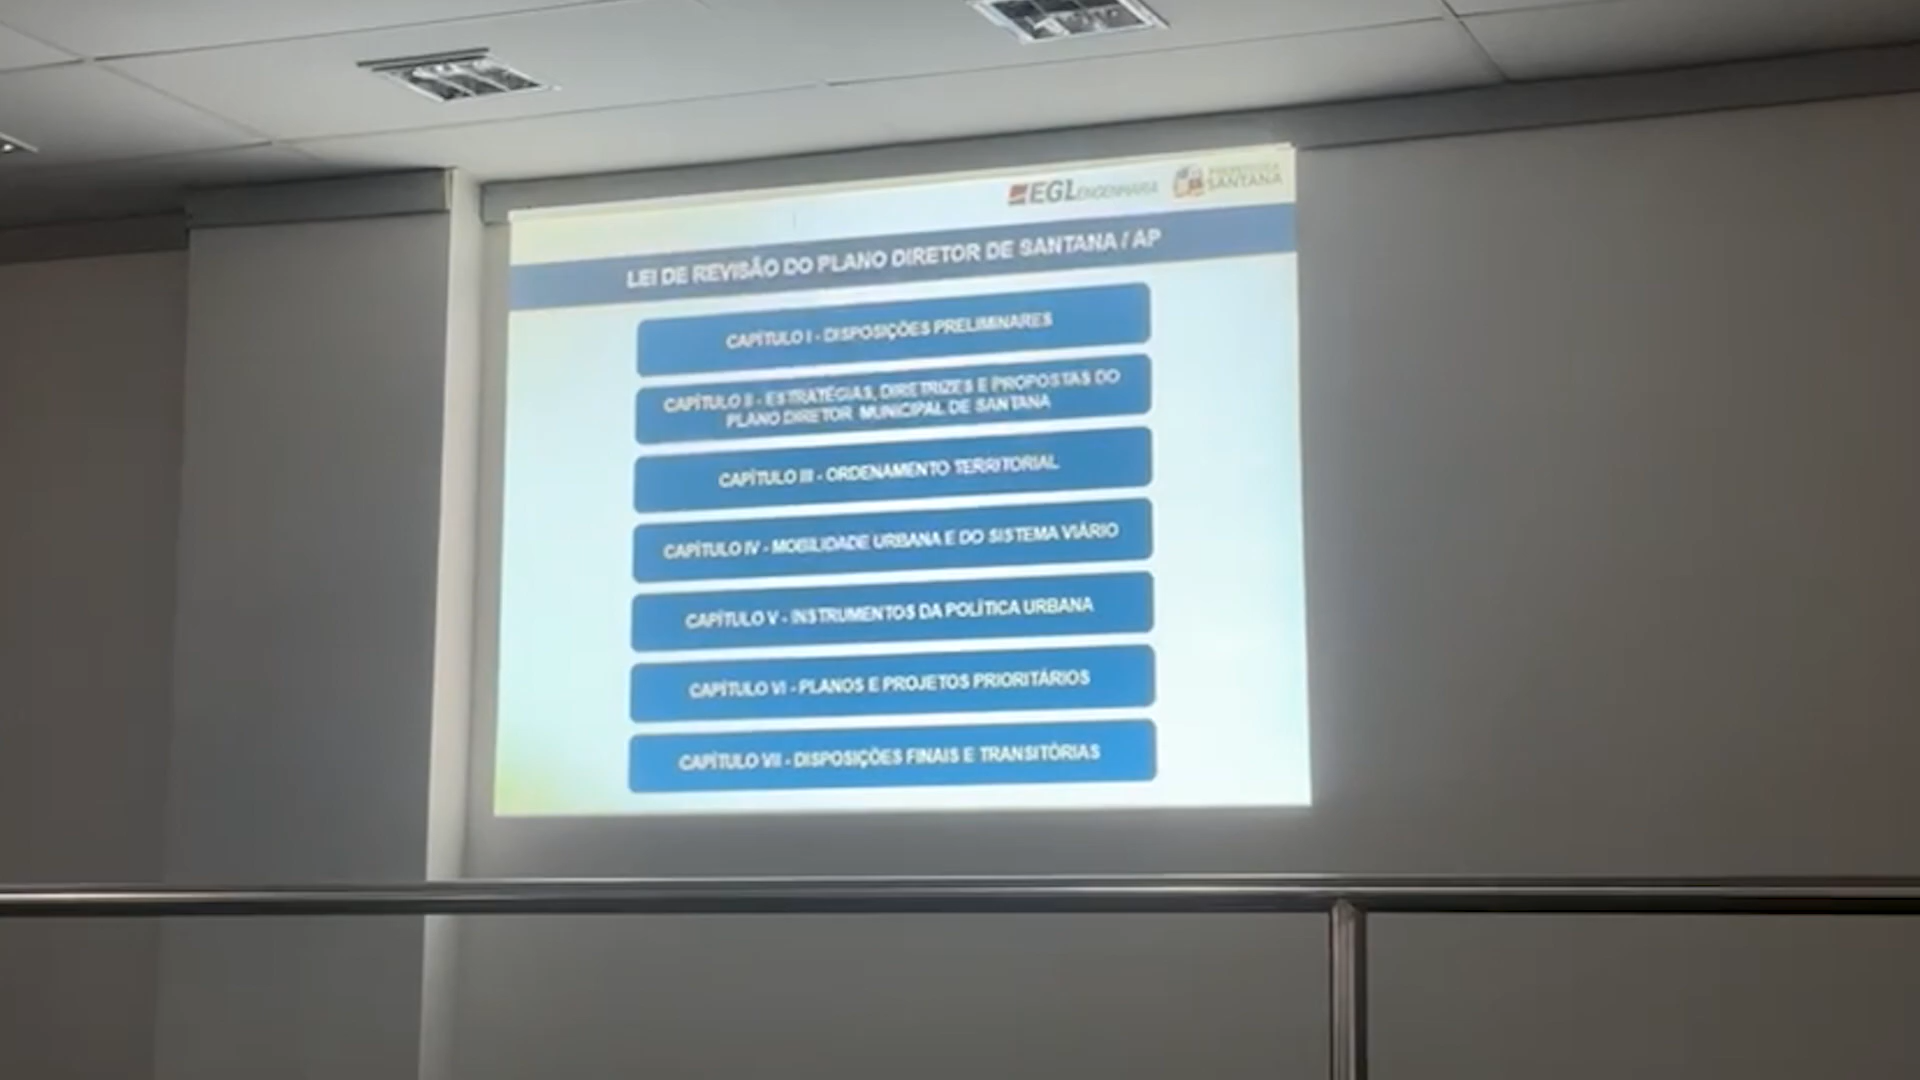 EGL ENGENHARIA
PREFEITURA
SANTANA
LEI DE REVISÃO DO PLANO DIRETOR DE SANTANA / AP
CAPÍTULO I - DISPOSIÇÕES PRELIMINARES
CAPÍTULO II - ESTRATÉGIAS, DIRETRIZES E PROPOSTAS DO
PLANO DIRETOR MUNICIPAL DE SANTANA
CAPÍTULO III - ORDENAMENTO TERRITORIAL
CAPÍTULO IV - MOBILIDADE URBANA E DO SISTEMA VIÁRIO
CAPÍTULO V - INSTRUMENTOS DA POLÍTICA URBANA
CAPÍTULO VI - PLANOS E PROJETOS PRIORITÁRIOS
CAPÍTULO VII - DISPOSIÇÕES FINAIS E TRANSITÓRIAS